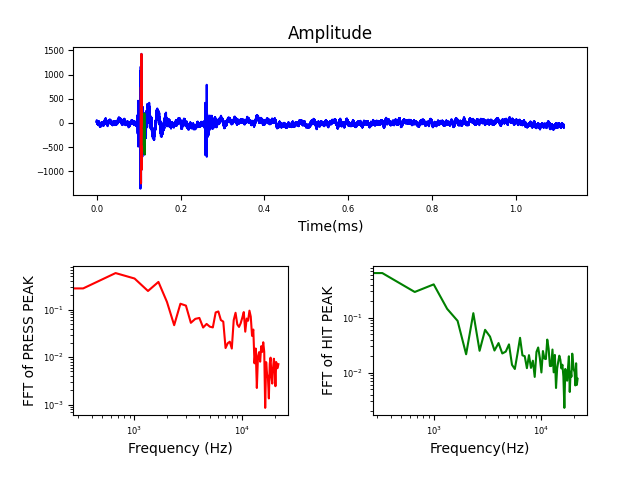 Amplitude
1500
1000
500
0
−500
−1000
0.0 0.2 0.4 0.6 0.8 1.0
Time(ms)
FFT of PRESS PEAK
10⁻¹
10⁻²
10⁻³
10³ 10⁴
Frequency (Hz)
FFT of HIT PEAK
10⁻¹
10⁻²
10³ 10⁴
Frequency(Hz)